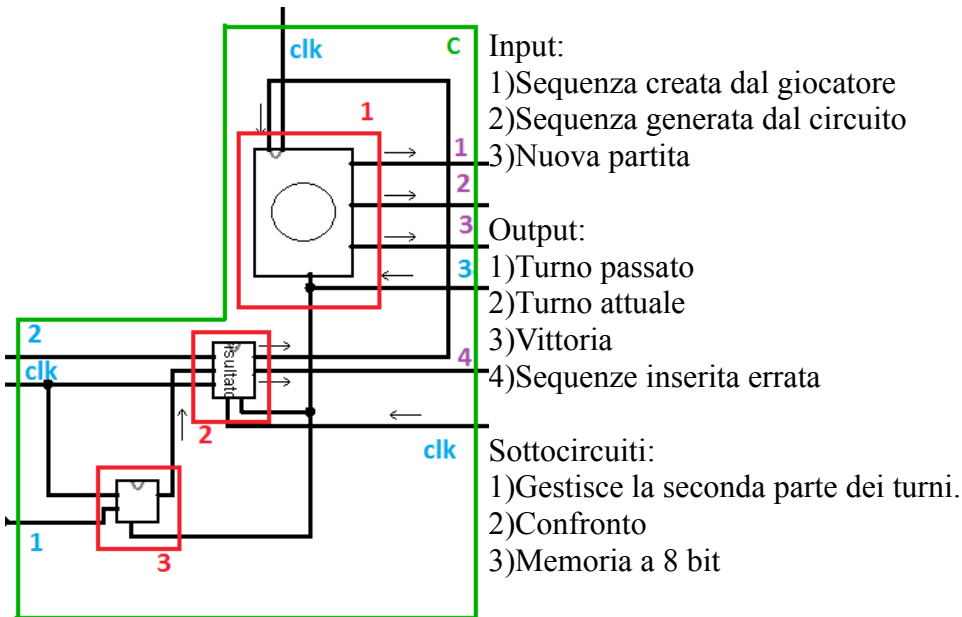 clk
C
1
1
2
3
3
Input:
1)Sequenza creata dal giocatore
2)Sequenza generata dal circuito
3)Nuova partita
Output:
1)Turno passato
2)Turno attuale
3)Vittoria
4)Sequenze inserita errata
2
clk
4
2
clk
1
3
Sottocircuiti:
1)Gestisce la seconda parte dei turni.
2)Confronto
3)Memoria a 8 bit